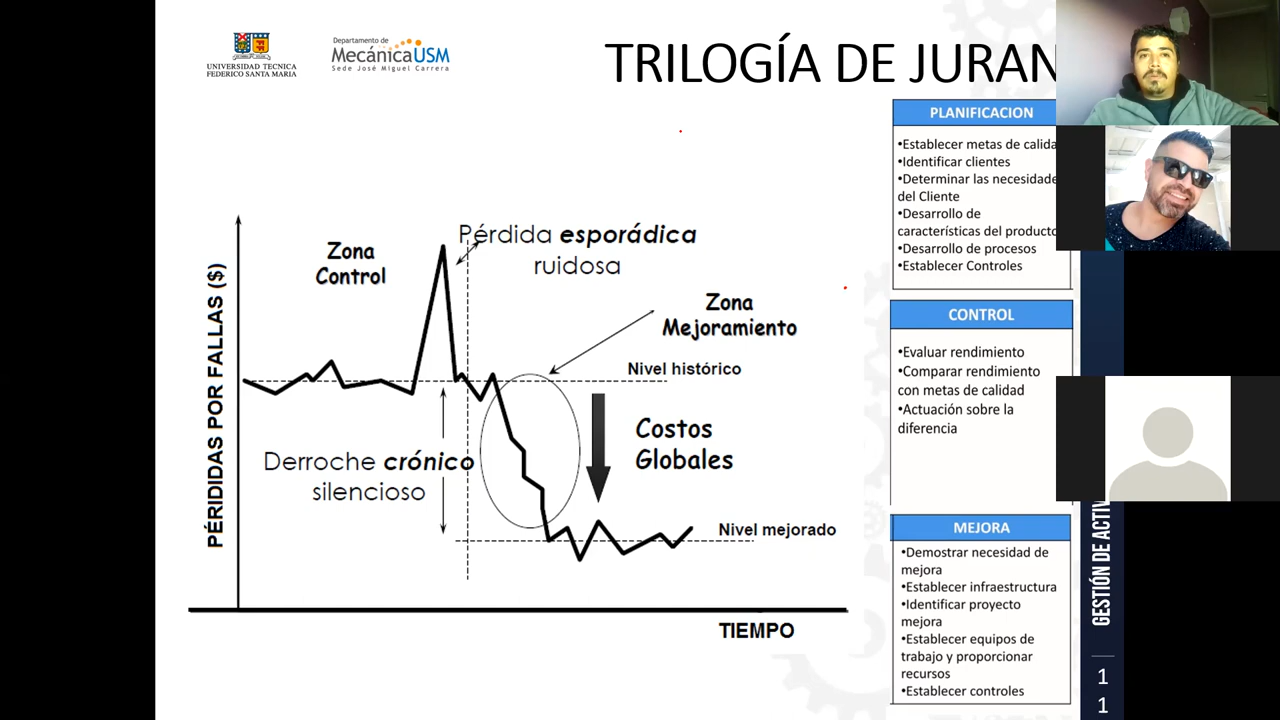 UNIVERSIDAD TECNICA
FEDERICO SANTA MARIA
Departamento de
MecánicaUSM
Sede José Miguel Carrera
TRILOGÍA DE JURAN
Zona
Control
Pérdida esporádica
ruidosa
Zona
Mejoramiento
Nivel histórico
Costos
Globales
Derroche crónico
silencioso
Nivel mejorado
PÉRIDIDAS POR FALLAS ($)
TIEMPO
PLANIFICACION
•Establecer metas de calida
•Identificar clientes
•Determinar las necesidade
del Cliente
•Desarrollo de
características del producto
•Desarrollo de procesos
•Establecer Controles
CONTROL
•Evaluar rendimiento
•Comparar rendimiento
con metas de calidad
•Actuación sobre la
diferencia
MEJORA
•Demostrar necesidad de
mejora
•Establecer infraestructura
•Identificar proyecto
mejora
•Establecer equipos de
trabajo y proporcionar
recursos
•Establecer controles
GESTIÓN DE ACTIV
1
1